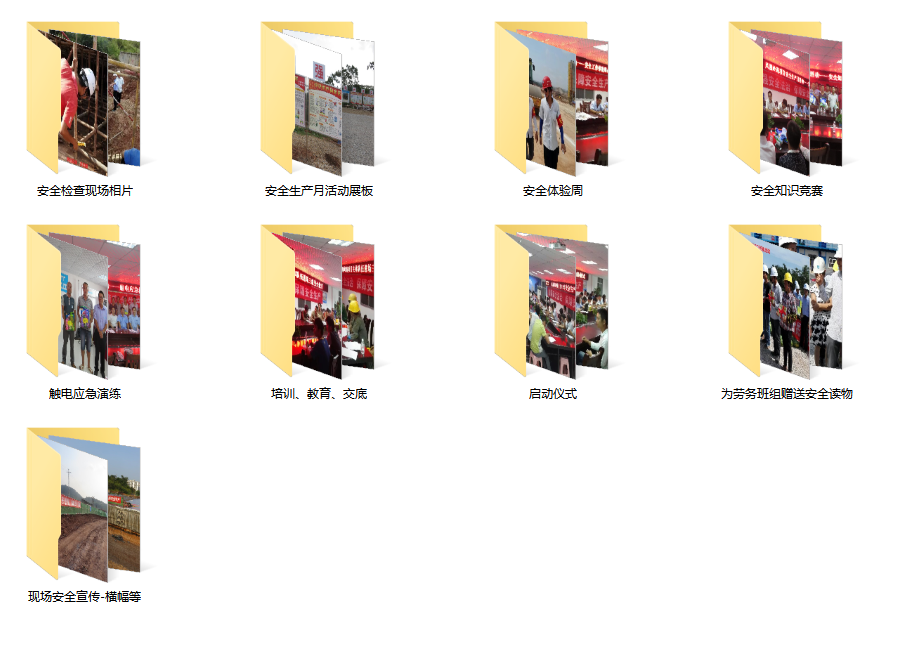 安全检查现场相片
安全生产月活动展板
安全体验周
安全知识竞赛
触电应急演练
培训、教育、交底
启动仪式
为劳务班组赠送安全读物
现场安全宣传-横幅等